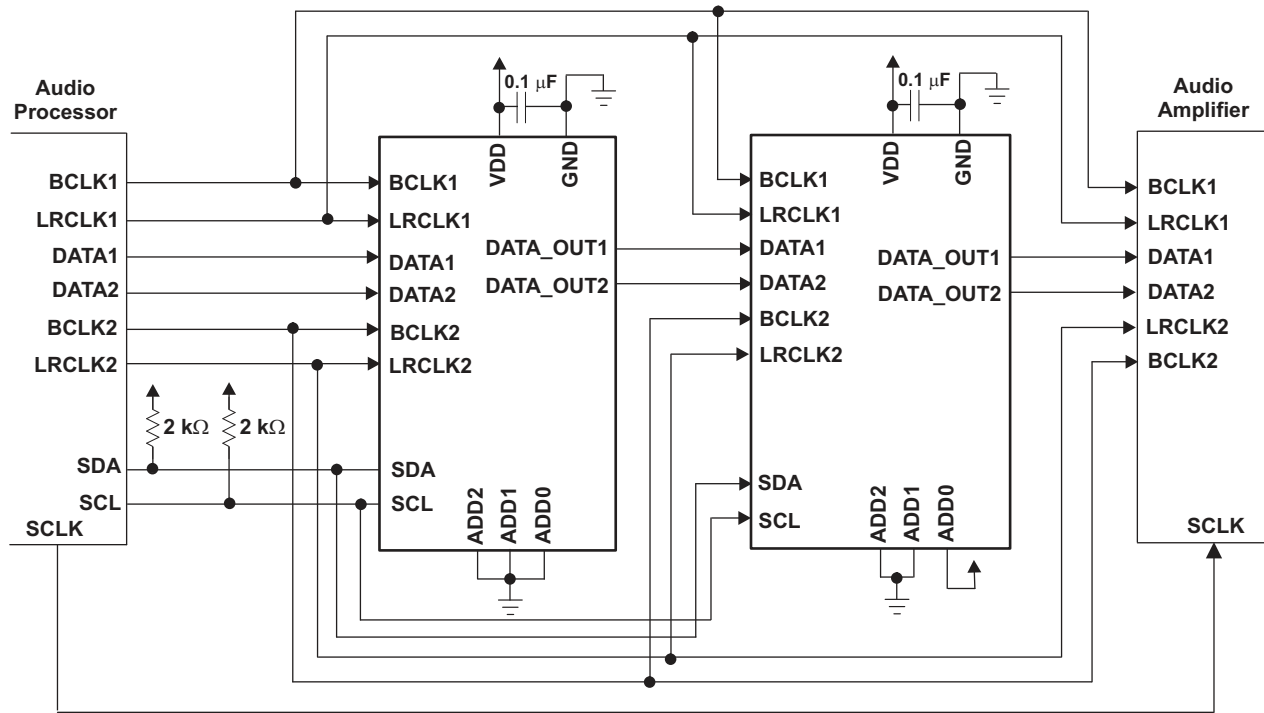 Audio
Processor
BCLK1
LRCLK1
DATA1
DATA2
BCLK2
LRCLK2
2 kΩ
2 kΩ
SDA
SCL
SCLK
0.1 μF
VDD
GND
BCLK1
LRCLK1
DATA1
DATA2
BCLK2
LRCLK2
DATA_OUT1
DATA_OUT2
SDA
SCL
ADD2
ADD1
ADD0
0.1 μF
VDD
GND
BCLK1
LRCLK1
DATA1
DATA2
BCLK2
LRCLK2
DATA_OUT1
DATA_OUT2
SDA
SCL
ADD2
ADD1
ADD0
Audio
Amplifier
BCLK1
LRCLK1
DATA1
DATA2
LRCLK2
BCLK2
SCLK